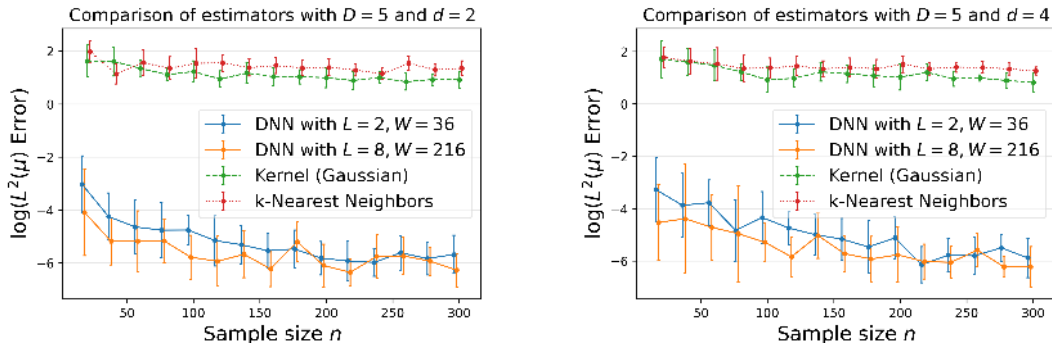 Comparison of estimators with D = 5 and d = 2
log(L²(μ) Error)
2
0
−2
−4
−6
DNN with L = 2, W = 36
DNN with L = 8, W = 216
Kernel (Gaussian)
k-Nearest Neighbors
50 100 150 200 250 300
Sample size n
Comparison of estimators with D = 5 and d = 4
log(L²(μ) Error)
2
0
−2
−4
−6
DNN with L = 2, W = 36
DNN with L = 8, W = 216
Kernel (Gaussian)
k-Nearest Neighbors
50 100 150 200 250 300
Sample size n